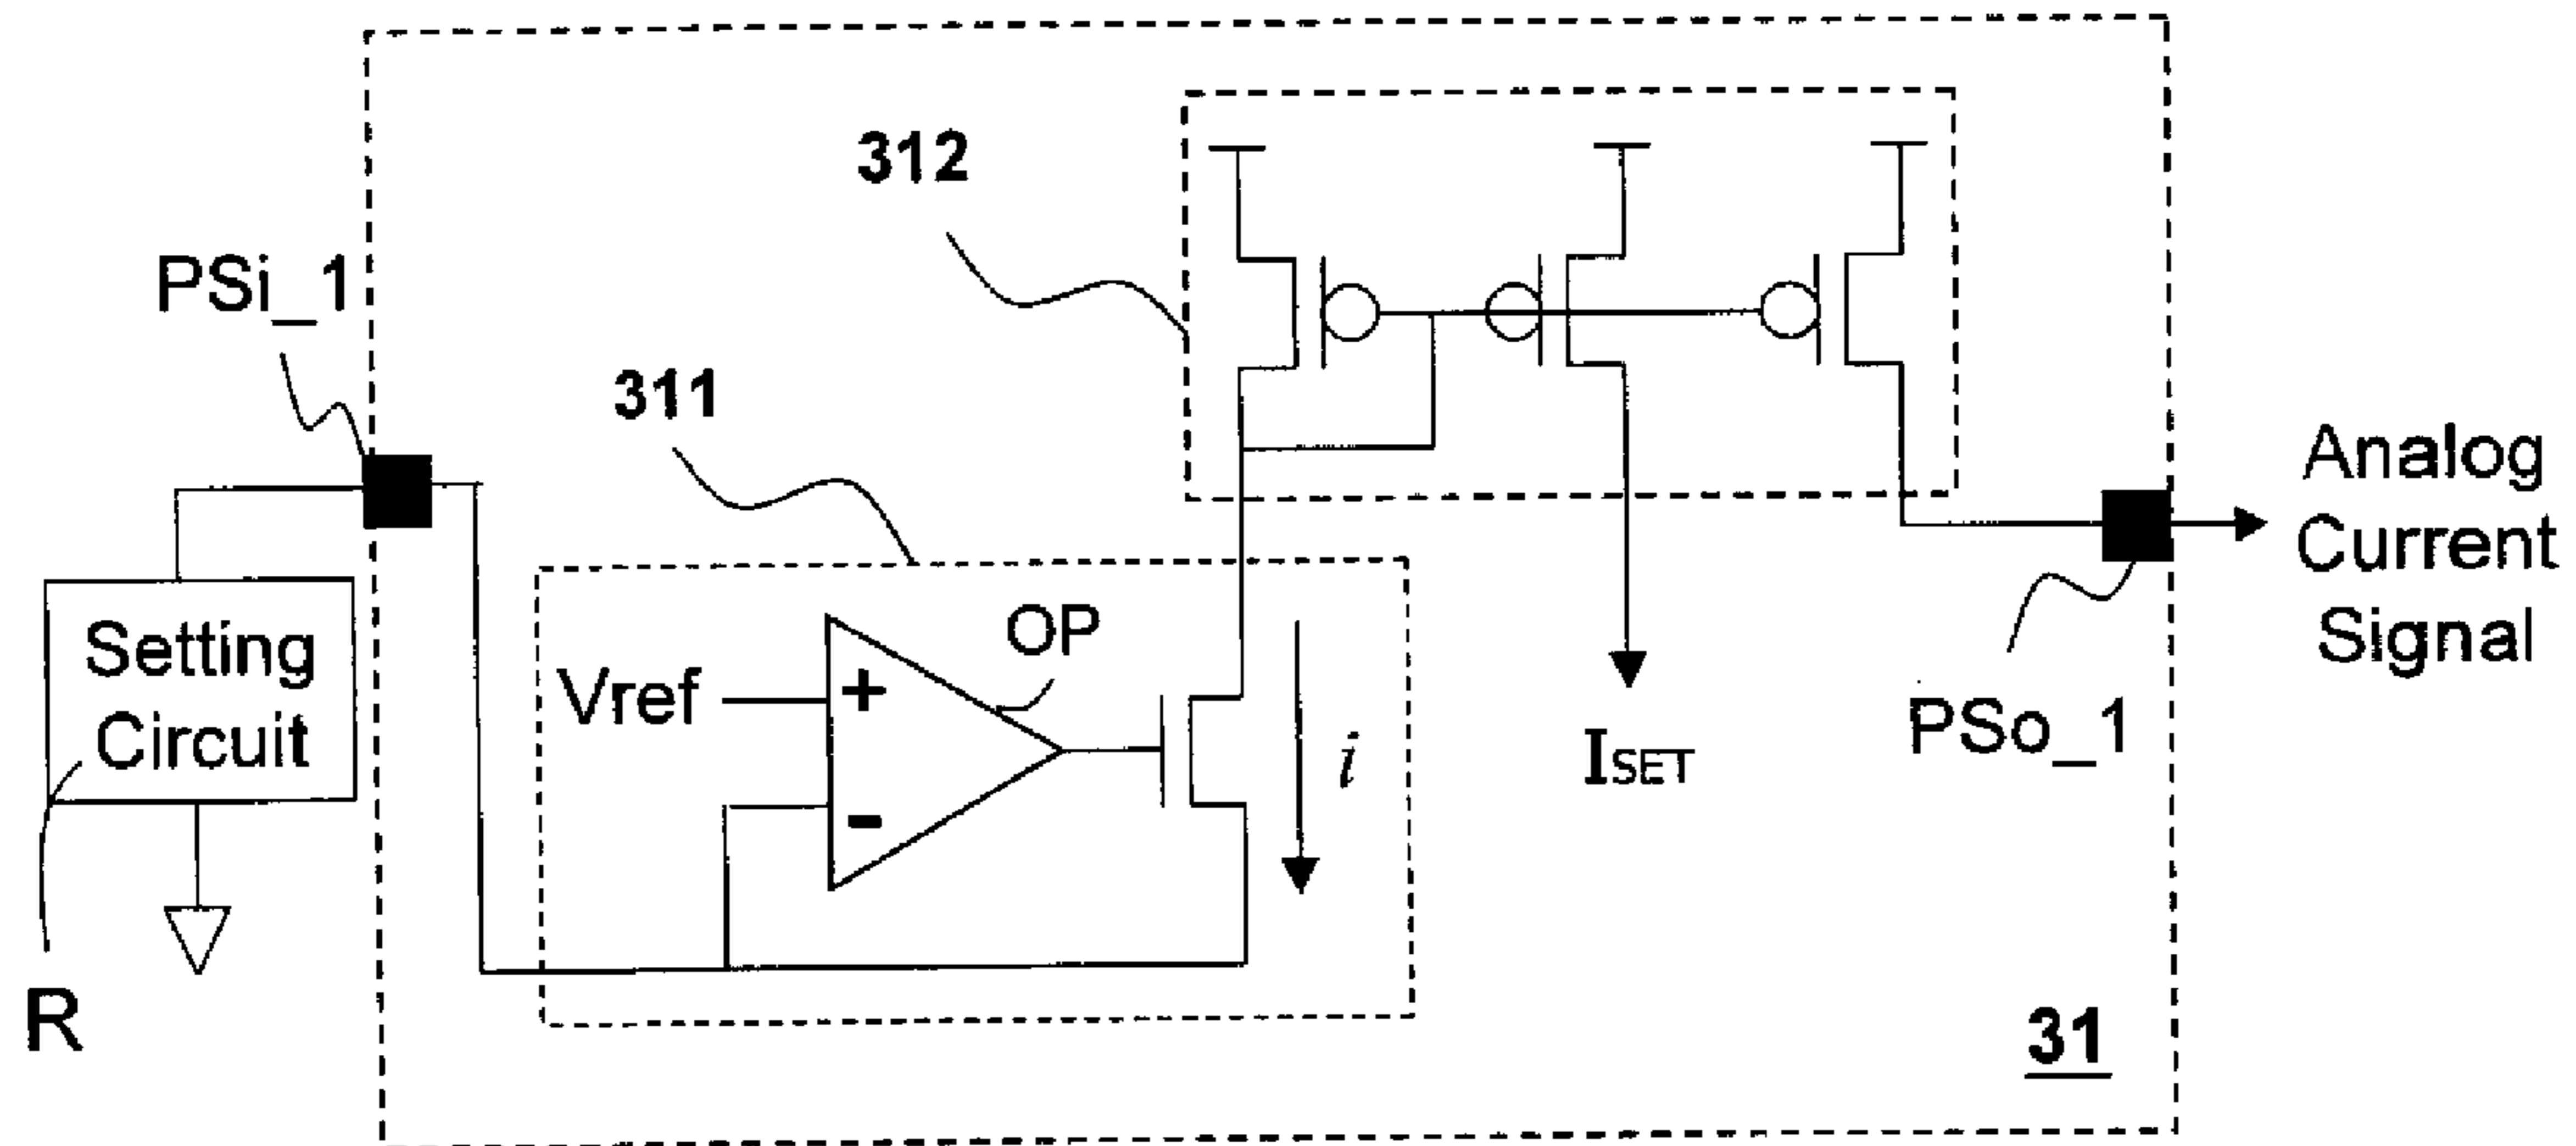 312
PSi_1
311
Analog
Current
Signal
Setting
Circuit
OP
Vref
+
-
i
ISET
PSo_1
R
31